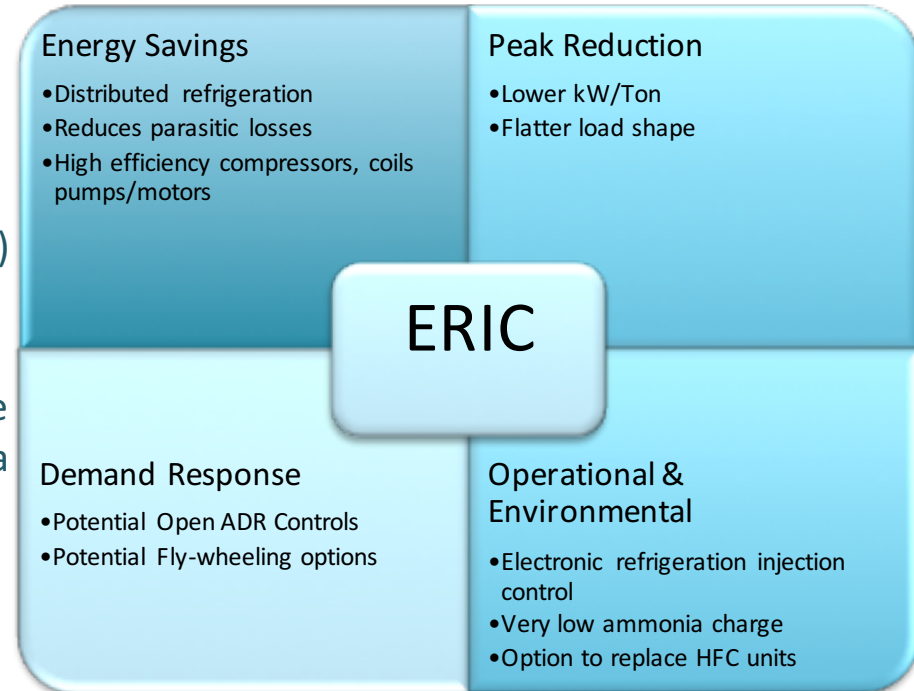 Energy Savings
•Distributed refrigeration
•Reduces parasitic losses
•High efficiency compressors, coils
pumps/motors
Peak Reduction
•Lower kW/Ton
•Flatter load shape
)
ERIC
e
a
Demand Response
•Potential Open ADR Controls
•Potential Fly-wheeling options
Operational &
Environmental
•Electronic refrigeration injection
control
•Very low ammonia charge
•Option to replace HFC units